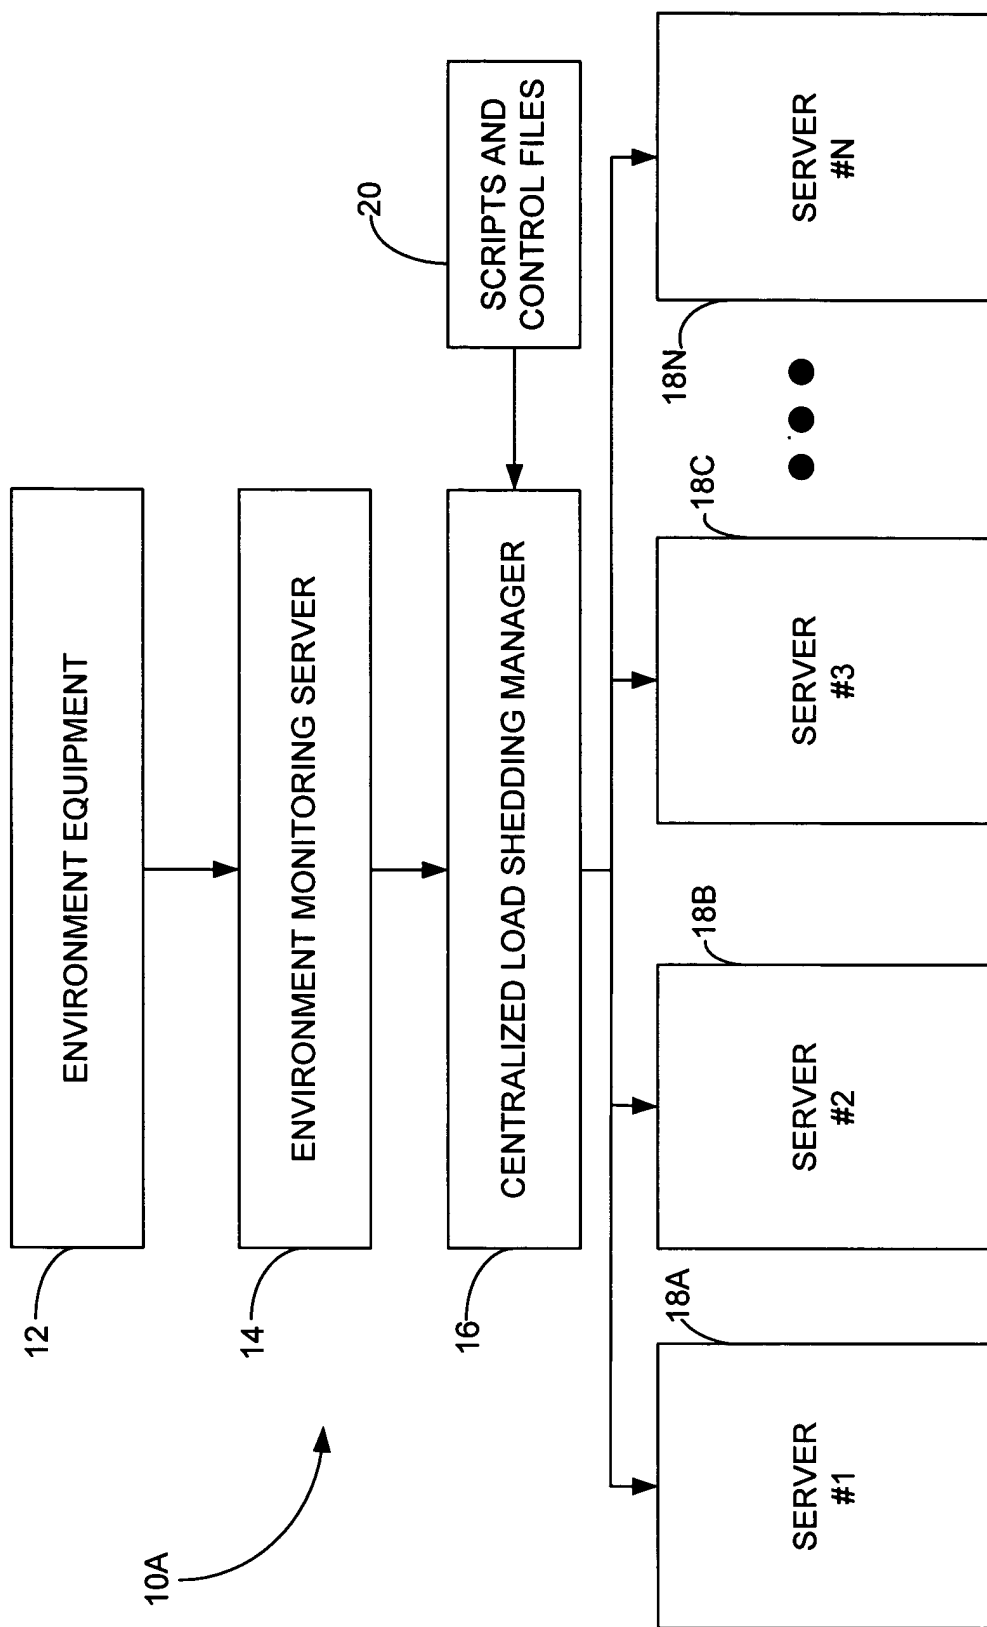 ENVIRONMENT EQUIPMENT
12
ENVIRONMENT MONITORING SERVER
14
CENTRALIZED LOAD SHEDDING MANAGER
16
SCRIPTS AND
CONTROL FILES
20
10A
SERVER
#1
18A
SERVER
#2
18B
SERVER
#3
18C
SERVER
#N
18N